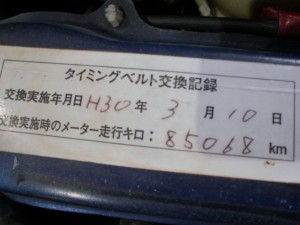 タイミングベルト交換記録
交換実施年月日 H30 年 3 月 10 日
交換実施時のメーター走行キロ: 85068 km